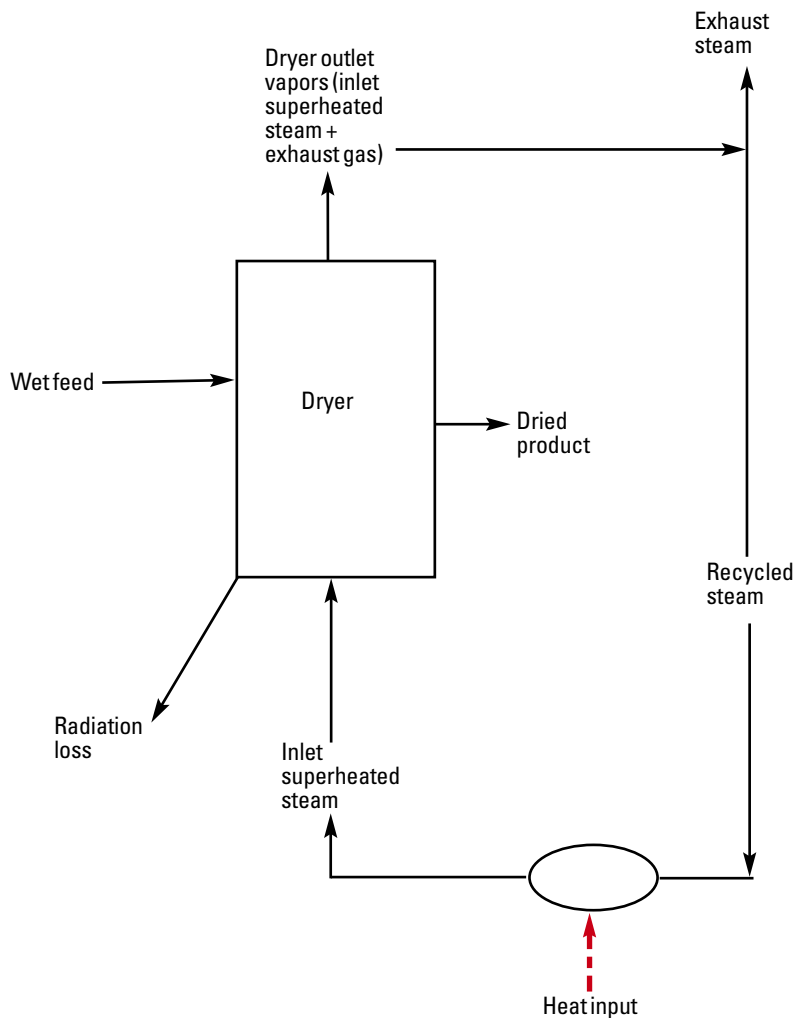 Exhaust
steam
Dryer outlet
vapors (inlet
superheated
steam +
exhaust gas)
Wet feed
Dryer
Dried
product
Recycled
steam
Radiation
loss
Inlet
superheated
steam
Heat input